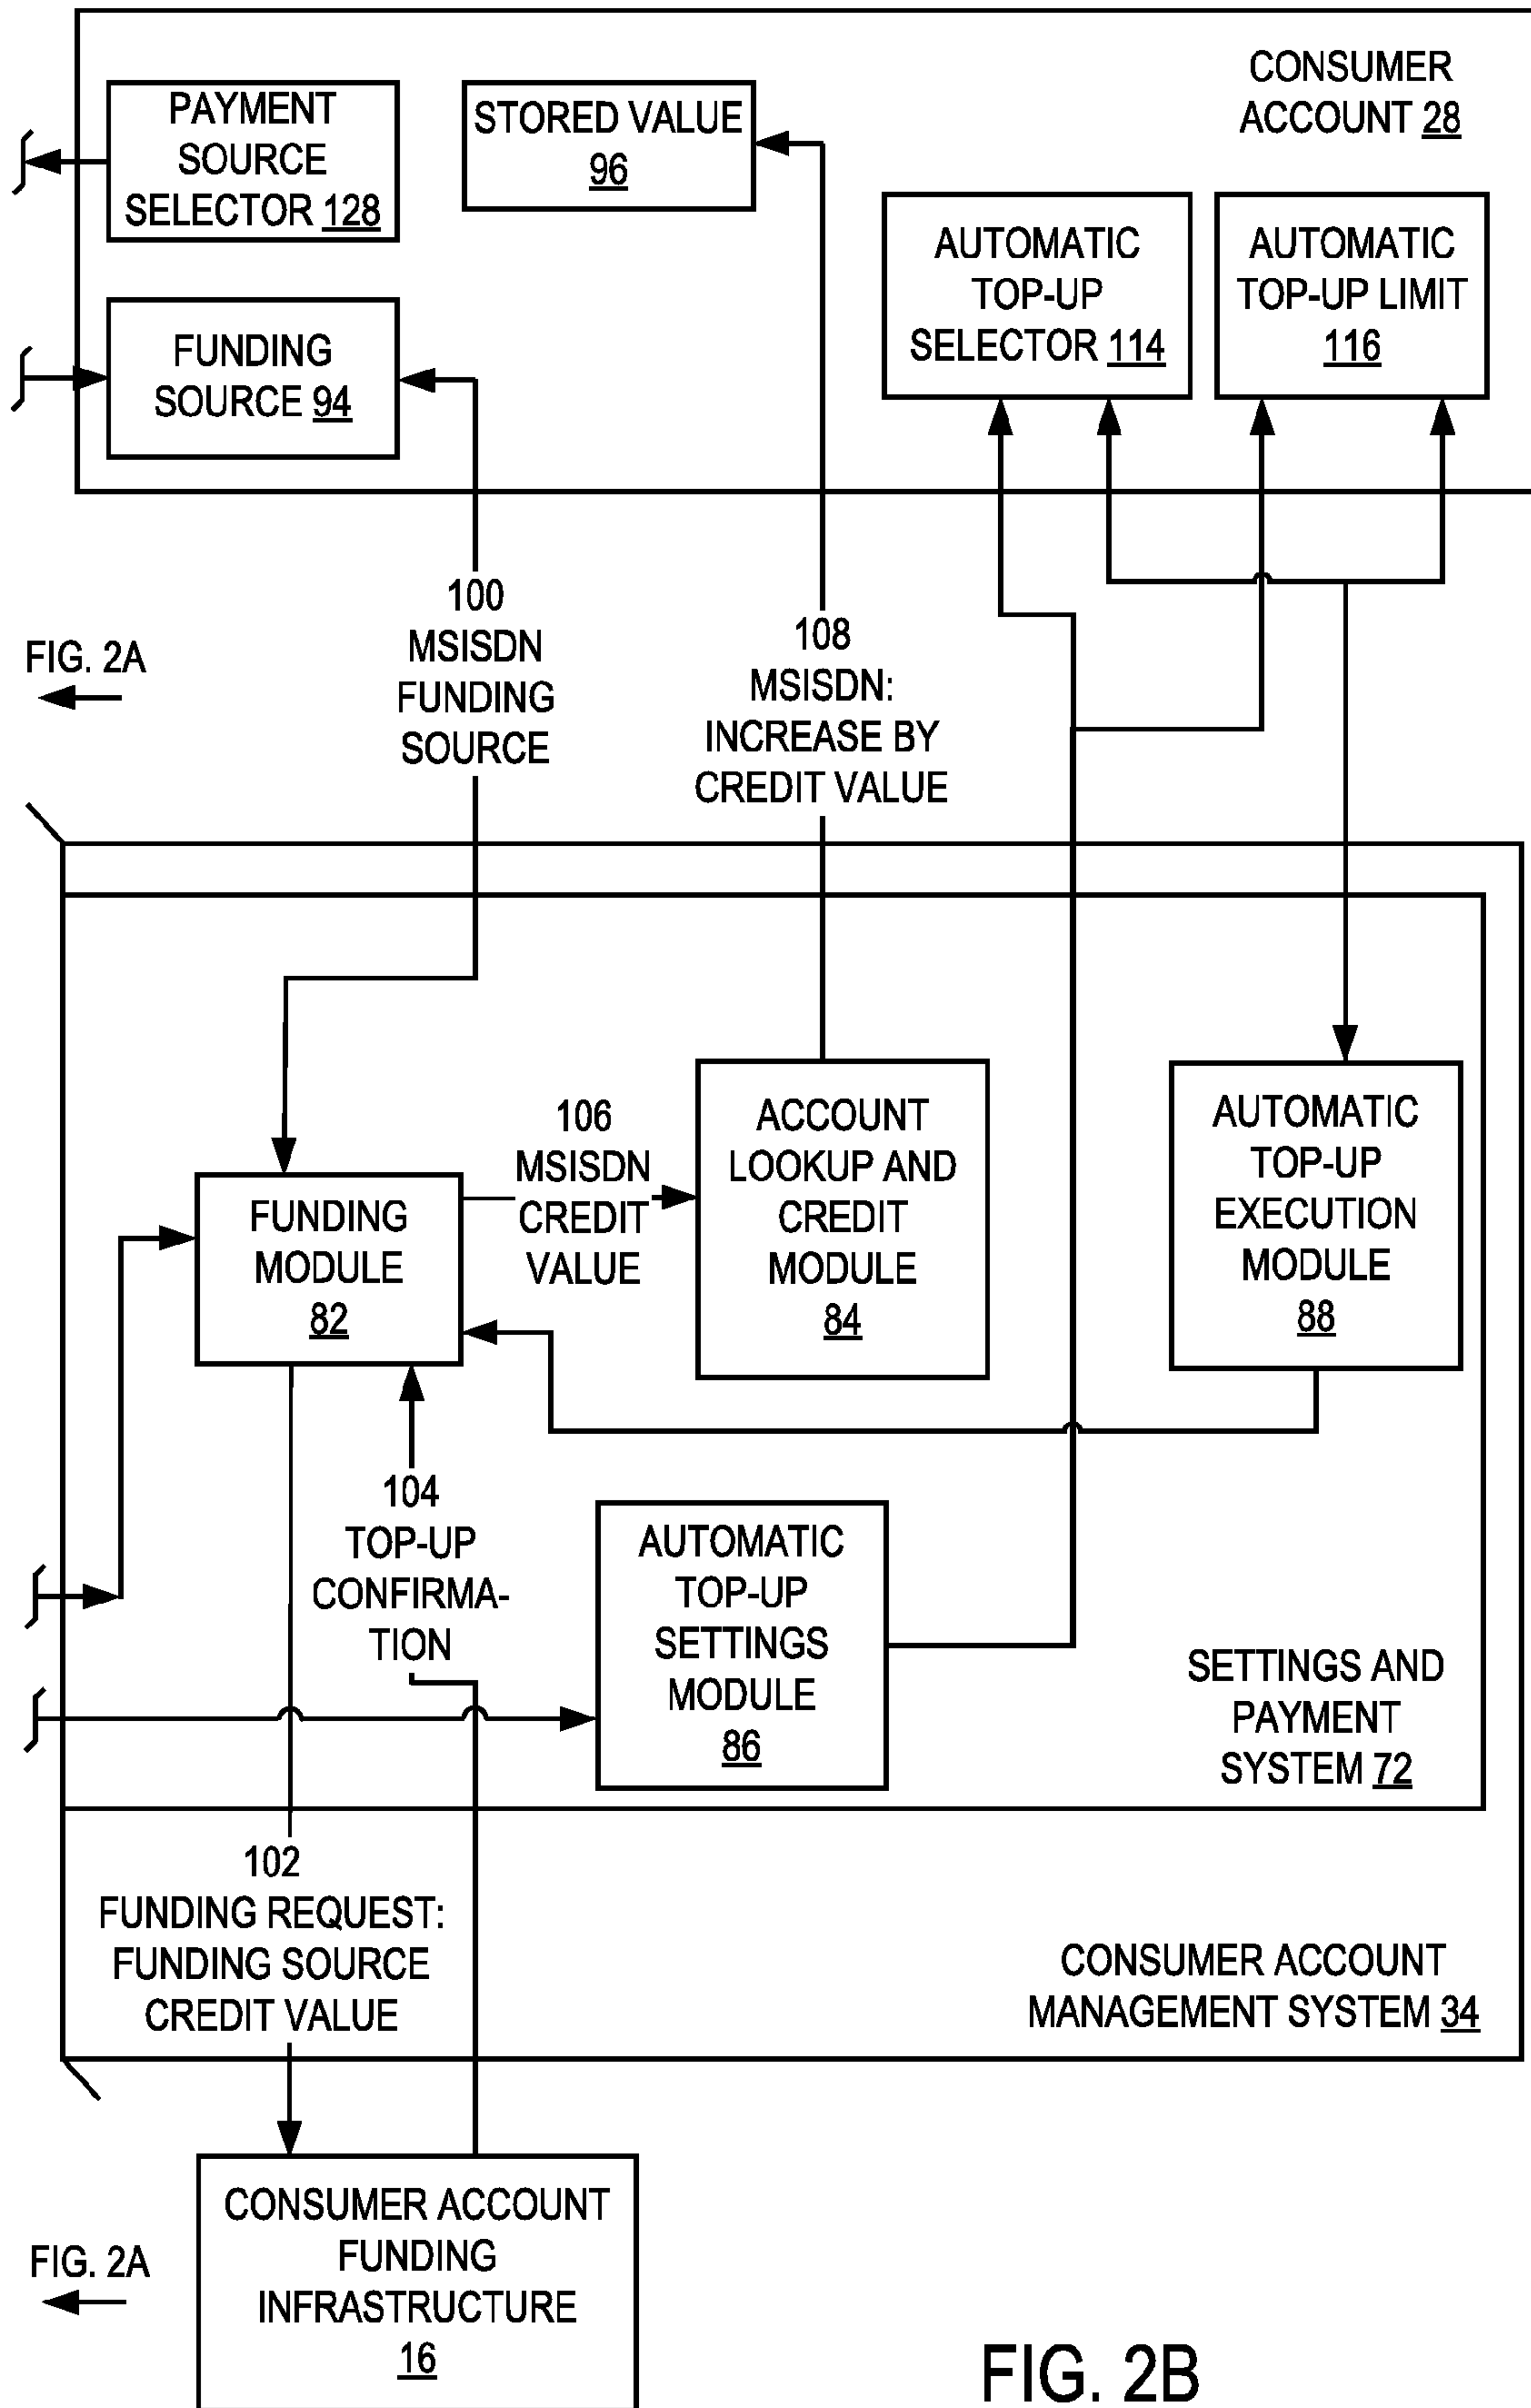 CONSUMER
ACCOUNT 28
PAYMENT
SOURCE
SELECTOR 128
STORED VALUE
96
AUTOMATIC
TOP-UP
SELECTOR 114
AUTOMATIC
TOP-UP LIMIT
116
FUNDING
SOURCE 94
100
MSISDN
FUNDING
SOURCE
108
MSISDN:
INCREASE BY
CREDIT VALUE
FIG. 2A
FUNDING
MODULE
82
106
MSISDN
CREDIT
VALUE
ACCOUNT
LOOKUP AND
CREDIT
MODULE
84
AUTOMATIC
TOP-UP
EXECUTION
MODULE
88
104
TOP-UP
CONFIRMA-
TION
AUTOMATIC
TOP-UP
SETTINGS
MODULE
86
SETTINGS AND
PAYMENT
SYSTEM 72
102
FUNDING REQUEST:
FUNDING SOURCE
CREDIT VALUE
CONSUMER ACCOUNT
MANAGEMENT SYSTEM 34
CONSUMER ACCOUNT
FUNDING
INFRASTRUCTURE
16
FIG. 2A
FIG. 2B